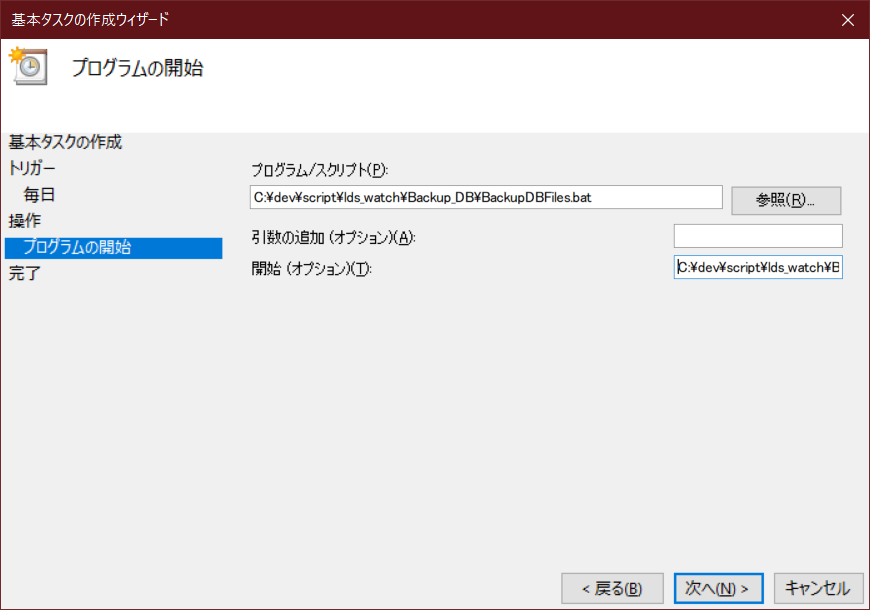 基本タスクの作成ウィザード
プログラムの開始
基本タスクの作成
トリガー
毎日
操作
プログラムの開始
完了
プログラム/スクリプト(P):
C:¥dev¥script¥lds_watch¥Backup_DB¥BackupDBFiles.bat
参照(R)...
引数の追加 (オプション)(A):
開始 (オプション)(T):
C:¥dev¥script¥lds_watch¥B
< 戻る(B)
次へ(N) >
キャンセル